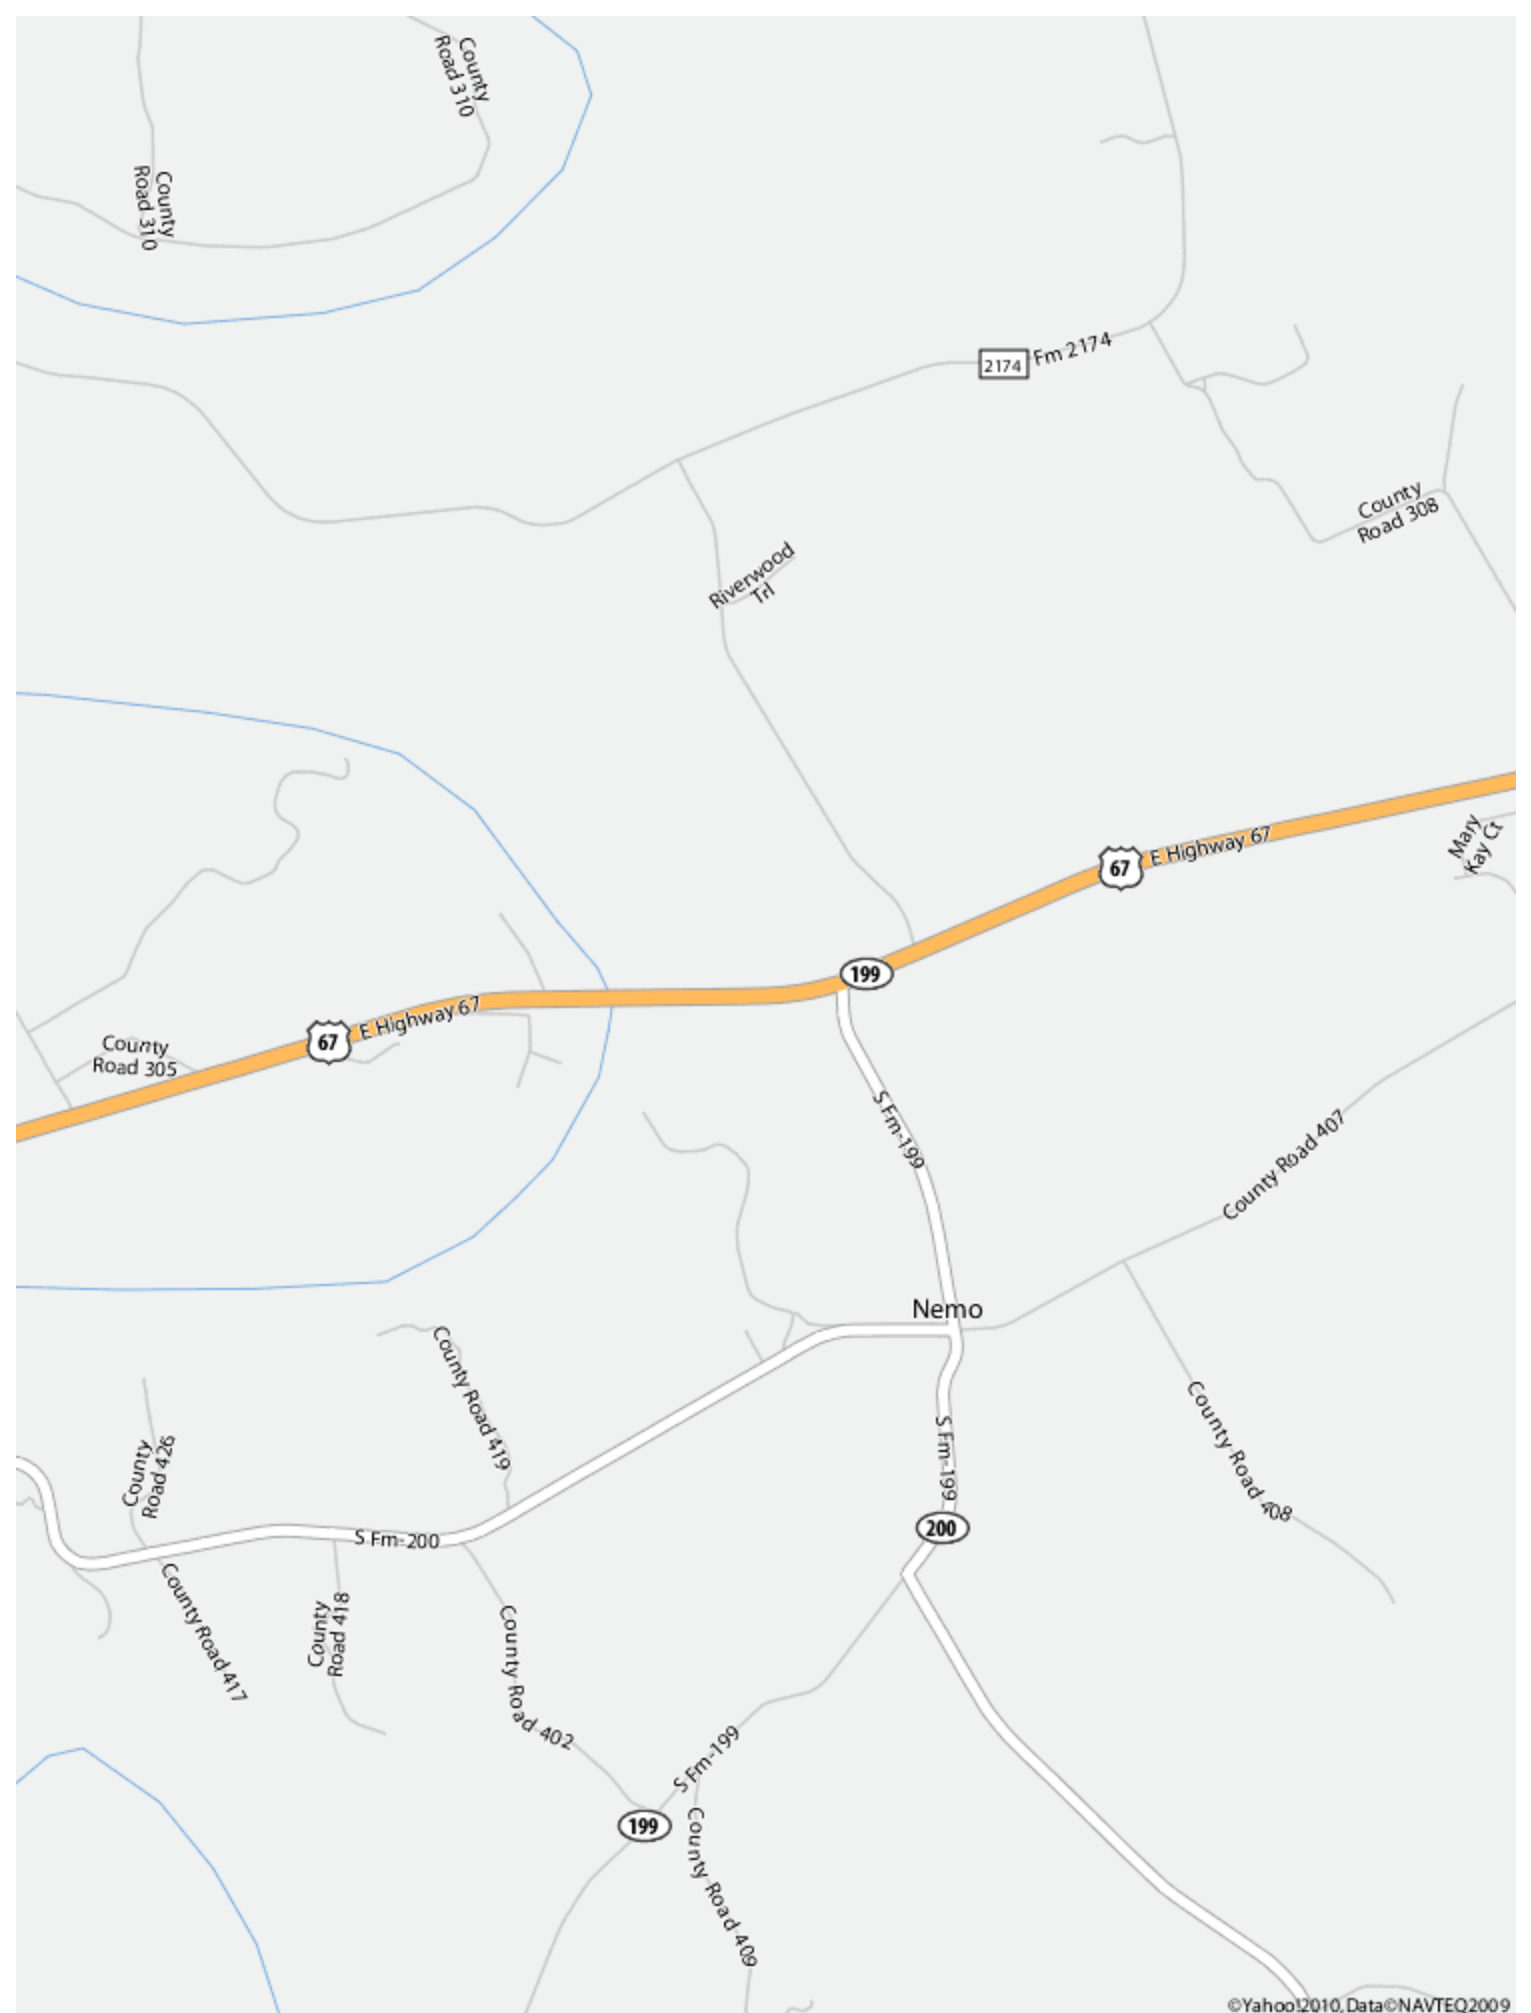 County
Road 310
County
Road 310
2174
Fm 2174
County
Road 308
Riverwood
Trl
Mary
Kay Ct
67
E Highway 67
199
67
E Highway 67
County
Road 305
S Fm-199
County Road 407
Nemo
County Road 419
County Road 408
S Fm-199
County
Road 426
200
S Fm-200
County Road 417
County
Road 418
County Road 402
S Fm-199
199
County Road 409
©Yahoo!2010, Data©NAVTEQ2009